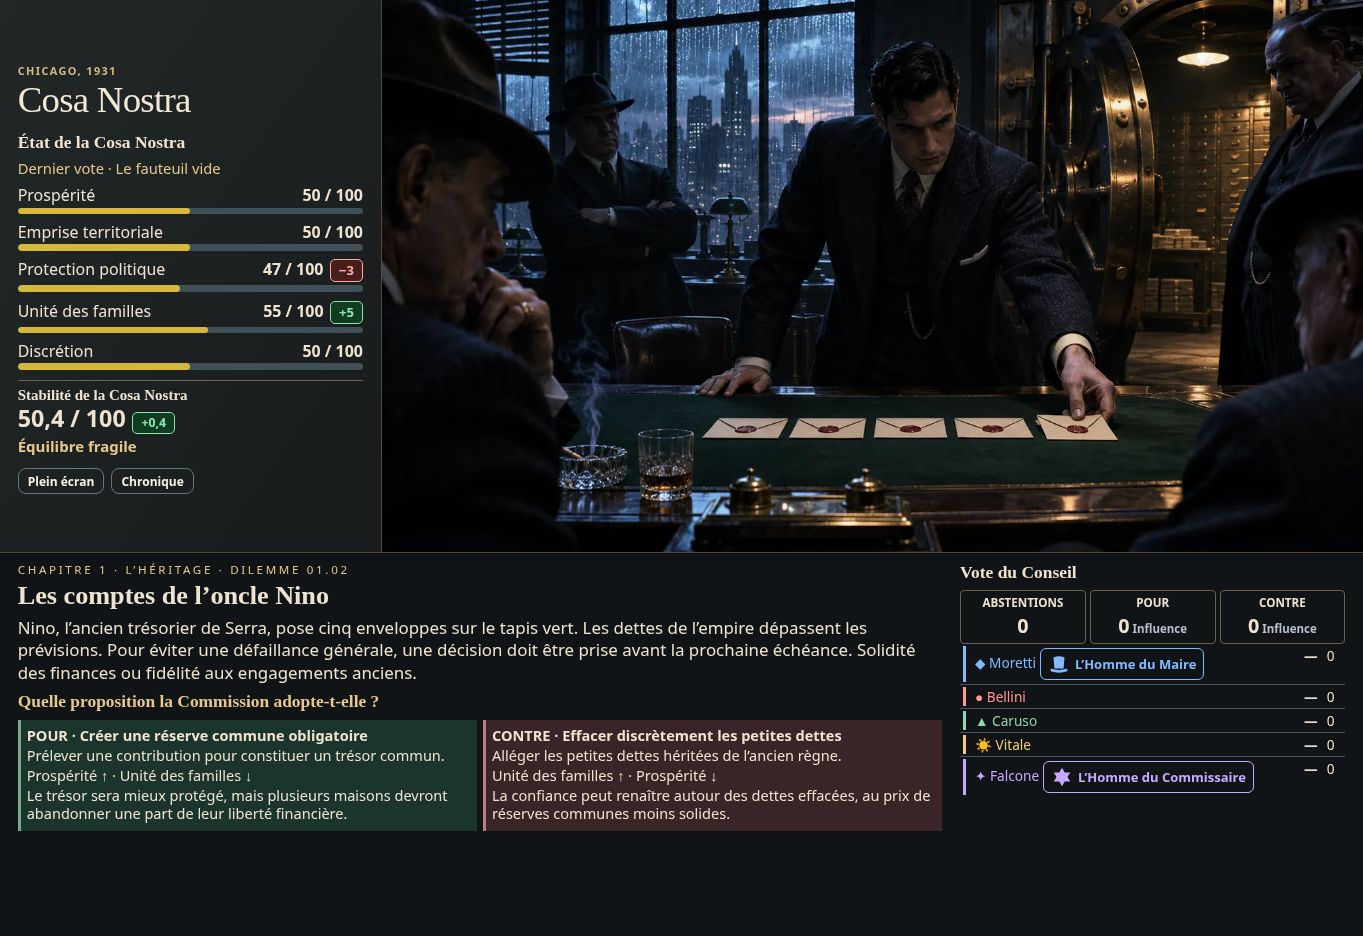 CHICAGO, 1931
Cosa Nostra
État de la Cosa Nostra
Dernier vote · Le fauteuil vide
Prospérité 50 / 100
Emprise territoriale 50 / 100
Protection politique 47 / 100 −3
Unité des familles 55 / 100 +5
Discrétion 50 / 100
Stabilité de la Cosa Nostra
50,4 / 100 +0,4
Équilibre fragile
Plein écran Chronique
CHAPITRE 1 · L’HÉRITAGE · DILEMME 01.02
Les comptes de l’oncle Nino
Nino, l’ancien trésorier de Serra, pose cinq enveloppes sur le tapis vert. Les dettes de l’empire dépassent les
prévisions. Pour éviter une défaillance générale, une décision doit être prise avant la prochaine échéance. Solidité
des finances ou fidélité aux engagements anciens.
Quelle proposition la Commission adopte-t-elle ?
POUR · Créer une réserve commune obligatoire
Prélever une contribution pour constituer un trésor commun.
Prospérité ↑ · Unité des familles ↓
Le trésor sera mieux protégé, mais plusieurs maisons devront
abandonner une part de leur liberté financière.
CONTRE · Effacer discrètement les petites dettes
Alléger les petites dettes héritées de l’ancien règne.
Unité des familles ↑ · Prospérité ↓
La confiance peut renaître autour des dettes effacées, au prix de
réserves communes moins solides.
Vote du Conseil
ABSTENTIONS
0
POUR
0 Influence
CONTRE
0 Influence
◆ Moretti L’Homme du Maire — 0
● Bellini — 0
▲ Caruso — 0
☀ Vitale — 0
✦ Falcone L’Homme du Commissaire — 0